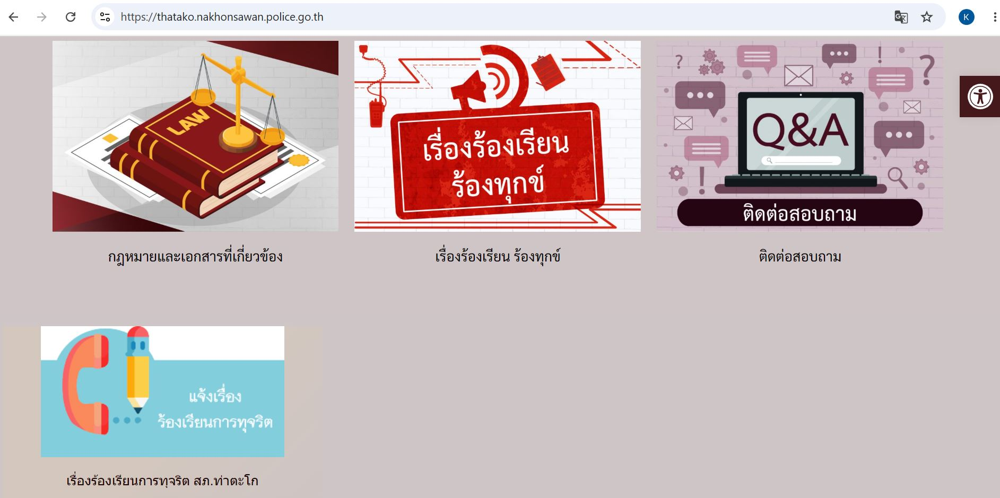 https://thatako.nakhonsawan.police.go.th
K
LAW
เรื่องร้องเรียน
ร้องทุกข์
Q&A
ติดต่อสอบถาม
กฎหมายและเอกสารที่เกี่ยวข้อง
เรื่องร้องเรียน ร้องทุกข์
ติดต่อสอบถาม
แจ้งเรื่อง
ร้องเรียนการทุจริต
เรื่องร้องเรียนการทุจริต สภ.ท่าตะโก